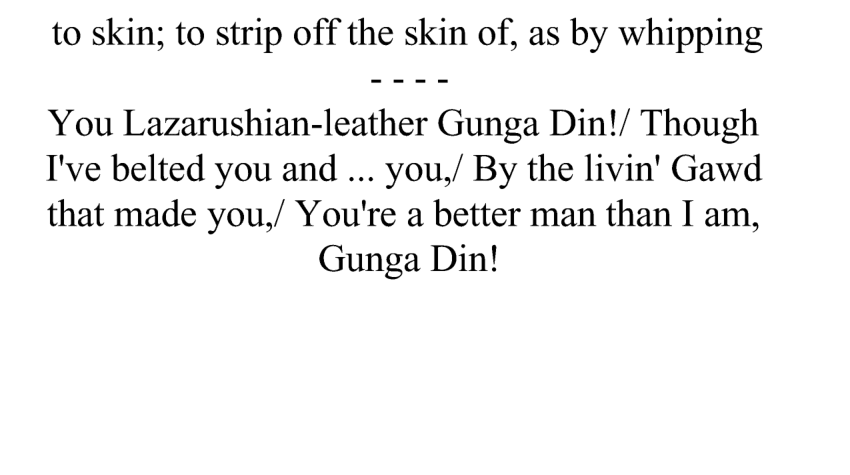 to skin; to strip off the skin of, as by whipping
- - - -
You Lazarushian-leather Gunga Din!/ Though
I've belted you and ... you,/ By the livin' Gawd
that made you,/ You're a better man than I am,
Gunga Din!